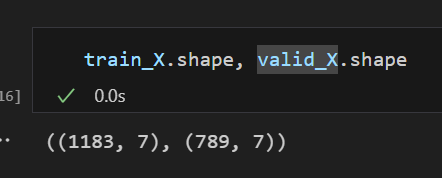 train_X.shape, valid_X.shape
16]
0.0s
((1183, 7), (789, 7))